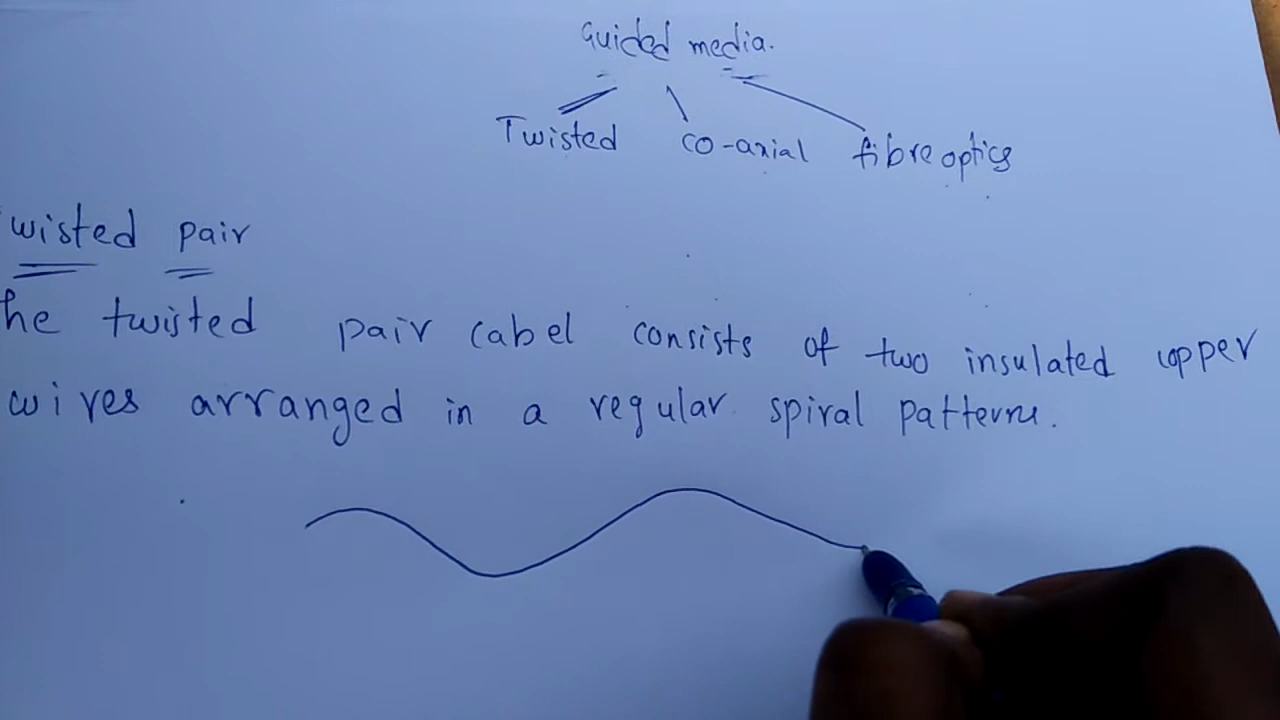 Guided media.
Twisted co-axial fibre optics
wisted pair
he twisted pair cabel consists of two insulated copper
wires arranged in a regular spiral pattern.